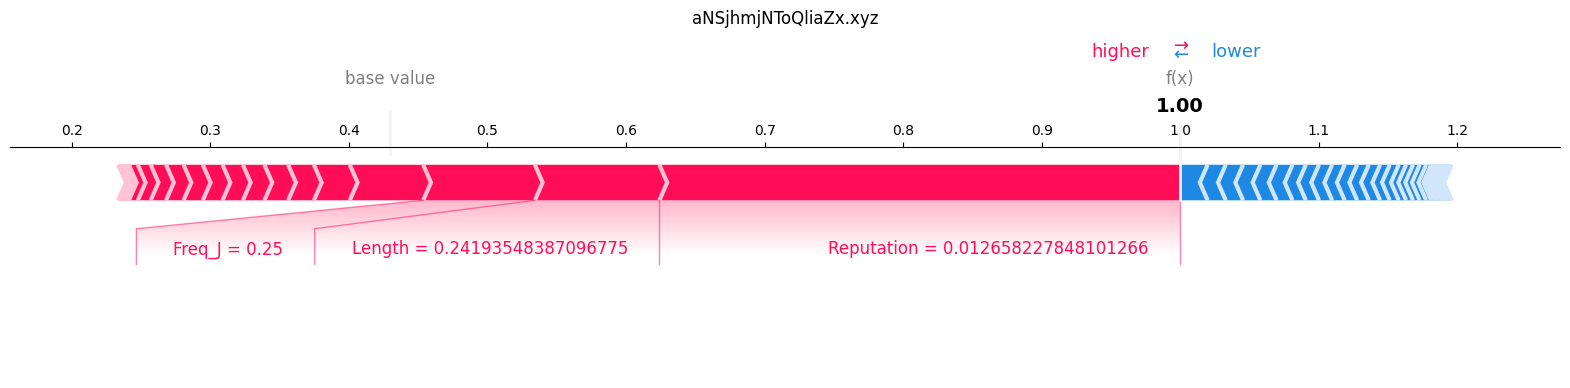 aNSjhmjNToQliaZx.xyz
higher ⇄ lower
base value f(x)
1.00
0.2 0.3 0.4 0.5 0.6 0.7 0.8 0.9 1.0 1.1 1.2
Freq_J = 0.25 Length = 0.24193548387096775 Reputation = 0.012658227848101266